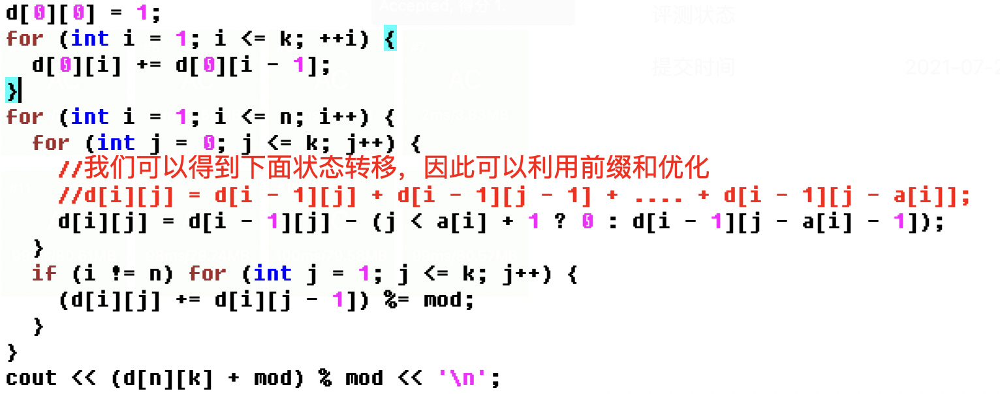 Accepted, 得分 1.
评测状态
d[0][0] = 1;
for (int i = 1; i <= k; ++i) {
d[0][i] += d[0][i - 1];
提交时间
2021-07-2
}
for (int i = 1; i <= n; i++) {
for (int j = 0; j <= k; j++) {
//我们可以得到下面状态转移，因此可以利用前缀和优化
//d[i][j] = d[i - 1][j] + d[i - 1][j - 1] + .... + d[i - 1][j - a[i]];
d[i][j] = d[i - 1][j] - (j < a[i] + 1 ? 0 : d[i - 1][j - a[i] - 1]);
}
if (i != n) for (int j = 1; j <= k; j++) {
(d[i][j] += d[i][j - 1]) %= mod;
}
}
cout << (d[n][k] + mod) % mod << '\n';